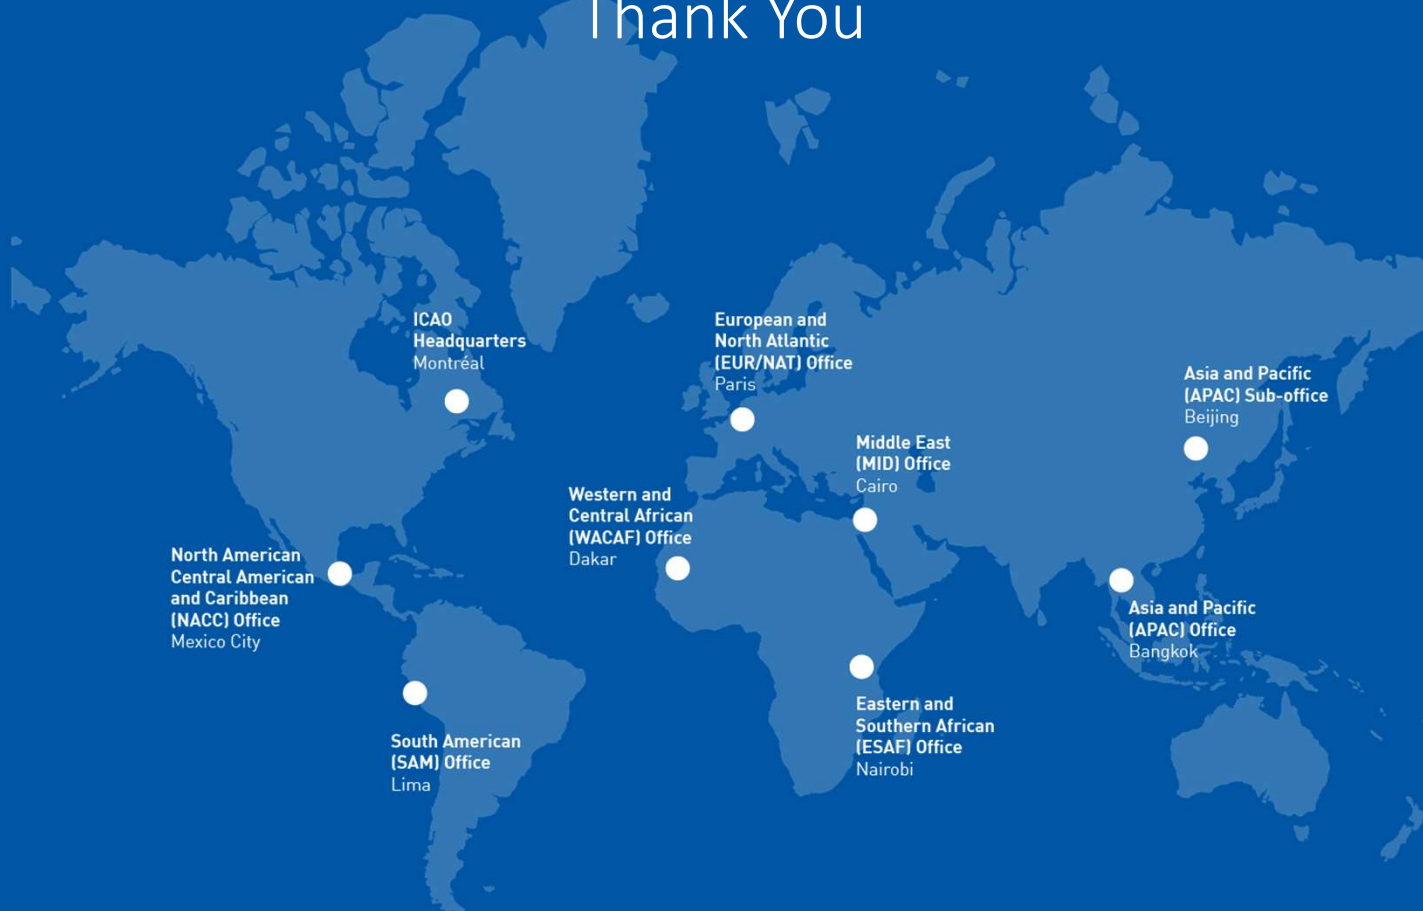 Thank You
ICAO
Headquarters
Montréal
European and
North Atlantic
(EUR/NAT) Office
Paris
Asia and Pacific
(APAC) Sub-office
Beijing
Middle East
(MID) Office
Cairo
Western and
Central African
(WACAF) Office
Dakar
North American
Central American
and Caribbean
(NACC) Office
Mexico City
Asia and Pacific
(APAC) Office
Bangkok
Eastern and
Southern African
(ESAF) Office
Nairobi
South American
(SAM) Office
Lima